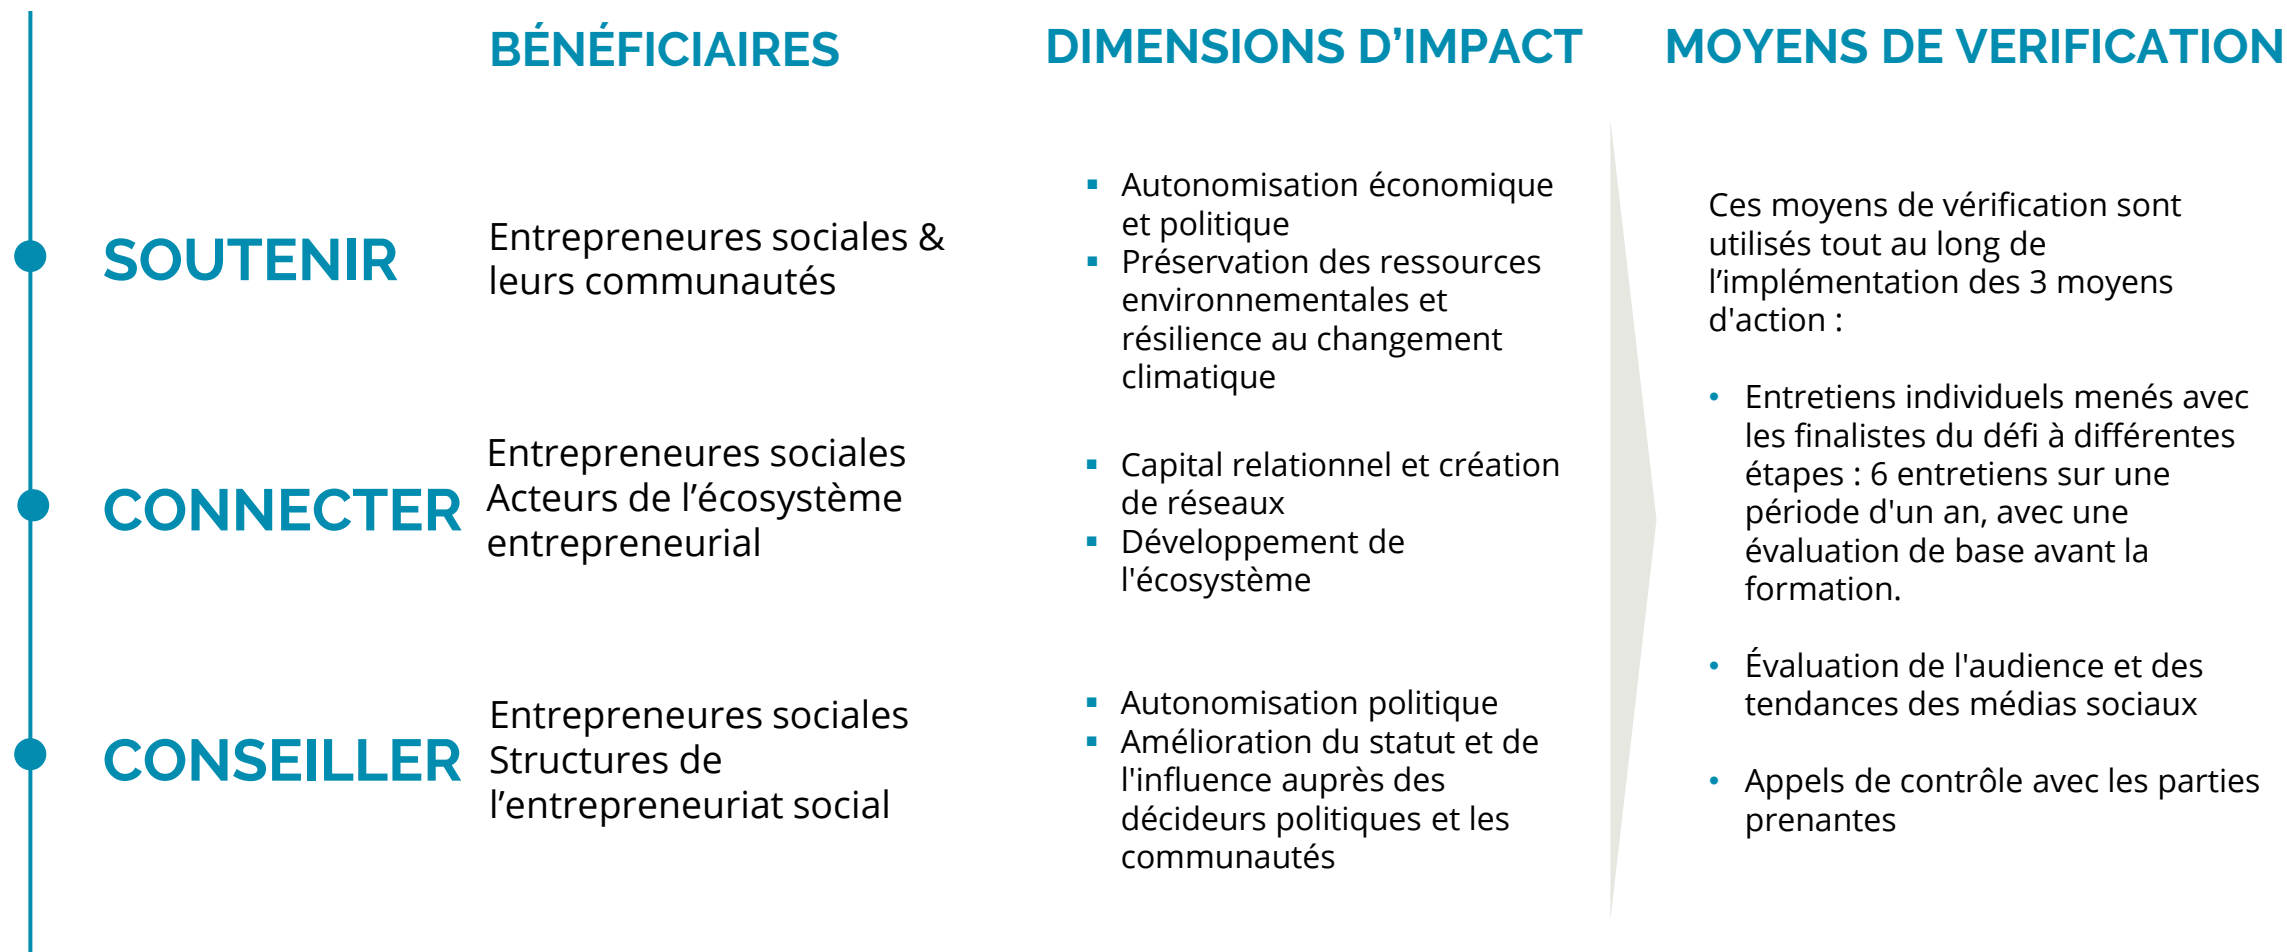 BÉNÉFICIAIRES
DIMENSIONS D’IMPACT
MOYENS DE VERIFICATION
SOUTENIR
Entrepreneures sociales &
leurs communautés
▪ Autonomisation économique
et politique
▪ Préservation des ressources
environnementales et
résilience au changement
climatique
CONNECTER
Entrepreneures sociales
Acteurs de l’écosystème
entrepreneurial
▪ Capital relationnel et création
de réseaux
▪ Développement de
l'écosystème
CONSEILLER
Entrepreneures sociales
Structures de
l’entrepreneuriat social
▪ Autonomisation politique
▪ Amélioration du statut et de
l'influence auprès des
décideurs politiques et les
communautés
Ces moyens de vérification sont
utilisés tout au long de
l’implémentation des 3 moyens
d'action :
• Entretiens individuels menés avec
les finalistes du défi à différentes
étapes : 6 entretiens sur une
période d'un an, avec une
évaluation de base avant la
formation.
• Évaluation de l'audience et des
tendances des médias sociaux
• Appels de contrôle avec les parties
prenantes